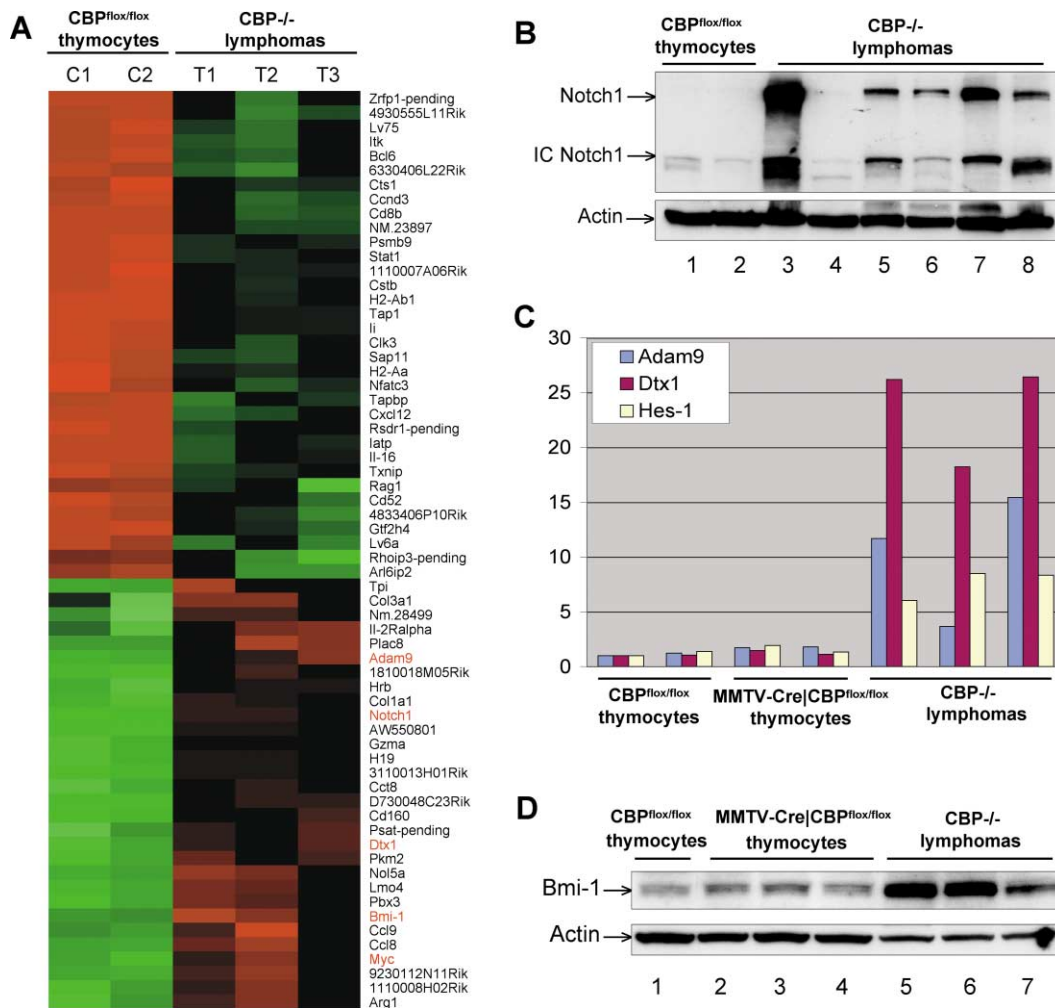 A
CBPflox/flox thymocytes
CBP-/- lymphomas
C1 C2 T1 T2 T3
Zrfp1-pending
4930555L11Rik
Lv75
Itk
Bcl6
6330406L22Rik
Cts1
Ccnd3
Cd8b
NM.23897
Psmb9
Stat1
1110007A06Rik
Cstb
H2-Ab1
Tap1
Ii
Clk3
Sap11
H2-Aa
Nfatc3
Tapbp
Cxcl12
Rsdr1-pending
Iatp
Il-16
Txnip
Rag1
Cd52
4833406P10Rik
Gtf2h4
Lv6a
Rhoip3-pending
Arl6ip2
Tpi
Col3a1
Nm.28499
Il-2Ralpha
Plac8
Adam9
1810018M05Rik
Hrb
Col1a1
Notch1
AW550801
Gzma
H19
3110013H01Rik
Cct8
D730048C23Rik
Cd160
Psat-pending
Dtx1
Pkm2
Nol5a
Lmo4
Pbx3
Bmi-1
Ccl9
Ccl8
Myc
9230112N11Rik
1110008H02Rik
Arg1
B
CBPflox/flox
thymocytes
CBP-/-
lymphomas
Notch1
IC Notch1
Actin
1 2 3 4 5 6 7 8
C
30
25
20
15
10
5
0
Adam9
Dtx1
Hes-1
CBPflox/flox
thymocytes
MMTV-Cre|CBPflox/flox
thymocytes
CBP-/-
lymphomas
D
CBPflox/flox
thymocytes
MMTV-Cre|CBPflox/flox
thymocytes
CBP-/-
lymphomas
Bmi-1
Actin
1 2 3 4 5 6 7